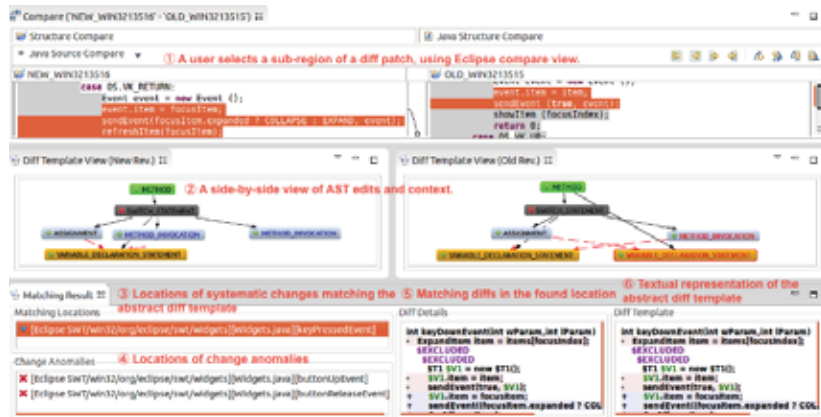 Compare ('NEW_WIN3213516' - 'OLD_WIN3213515')
Structure Compare
Java Structure Compare
Java Source Compare
① A user selects a sub-region of a diff patch, using Eclipse compare view.
NEW_WIN3213516
OLD_WIN3213515
case OS.VK_RETURN:
Event event = new Event ();
event.item = focusItem;
sendEvent(focusItem.expanded ? COLLAPSE : EXPAND, event);
refreshItem(focusItem);
Event event = new Event ();
event.item = item;
sendEvent (true, event);
showItem (focusIndex);
return 0;
case OS.VK_UP:
Diff Template View (New Rev.)
Diff Template View (Old Rev.)
② A side-by-side view of AST edits and context.
METHOD
SWITCH_STATEMENT
ASSIGNMENT
METHOD_INVOCATION
METHOD_INVOCATION
VARIABLE_DECLARATION_STATEMENT
METHOD
SWITCH_STATEMENT
ASSIGNMENT
METHOD_INVOCATION
VARIABLE_DECLARATION_STATEMENT
VARIABLE_DECLARATION_STATEMENT
Matching Result
③ Locations of systematic changes matching the abstract diff template
⑤ Matching diffs in the found location
⑥ Textual representation of the abstract diff template
Matching Locations
[Eclipse SWT/win32/org/eclipse/swt/widgets][Widgets.java][keyPressedEvent]
④ Locations of change anomalies
Change Anomalies
[Eclipse SWT/win32/org/eclipse/swt/widgets][Widgets.java][buttonUpEvent]
[Eclipse SWT/win32/org/eclipse/swt/widgets][Widgets.java][buttonReleaseEvent]
Diff Details
int keyDownEvent(int wParam,int lParam)
ExpandItem item = items[focusIndex];
$EXCLUDED
$EXCLUDED
$T1 $V1 = new $T1();
$V1.item = item;
sendEvent(true, $V1);
$V1.item = focusItem;
sendEvent((focusItem.expanded ? COL
Diff Template
int keyDownEvent(int wParam,int lParam)
ExpandItem item = items[focusIndex];
$EXCLUDED
$EXCLUDED
$T1 $V1 = new $T1();
$V1.item = item;
sendEvent(true, $V1);
$V1.item = focusItem;
sendEvent((focusItem.expanded ? COL